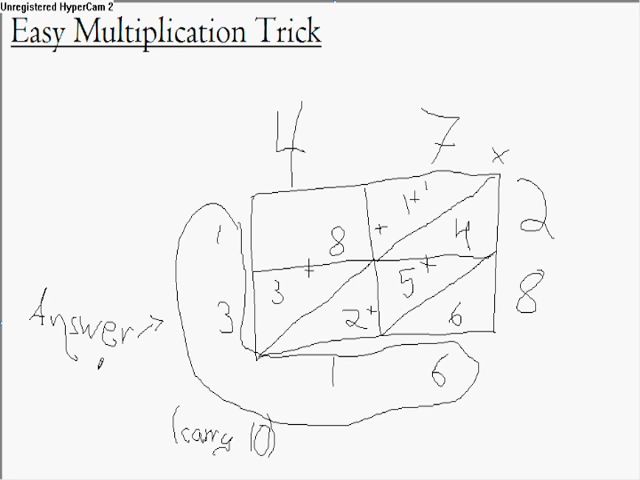 Unregistered HyperCam 2
Easy Multiplication Trick
4 7 x
1 + '
1 8 + 4 2
+ +
3 5
3 2 + 6 8
Answer >
1 6
(carry 10)